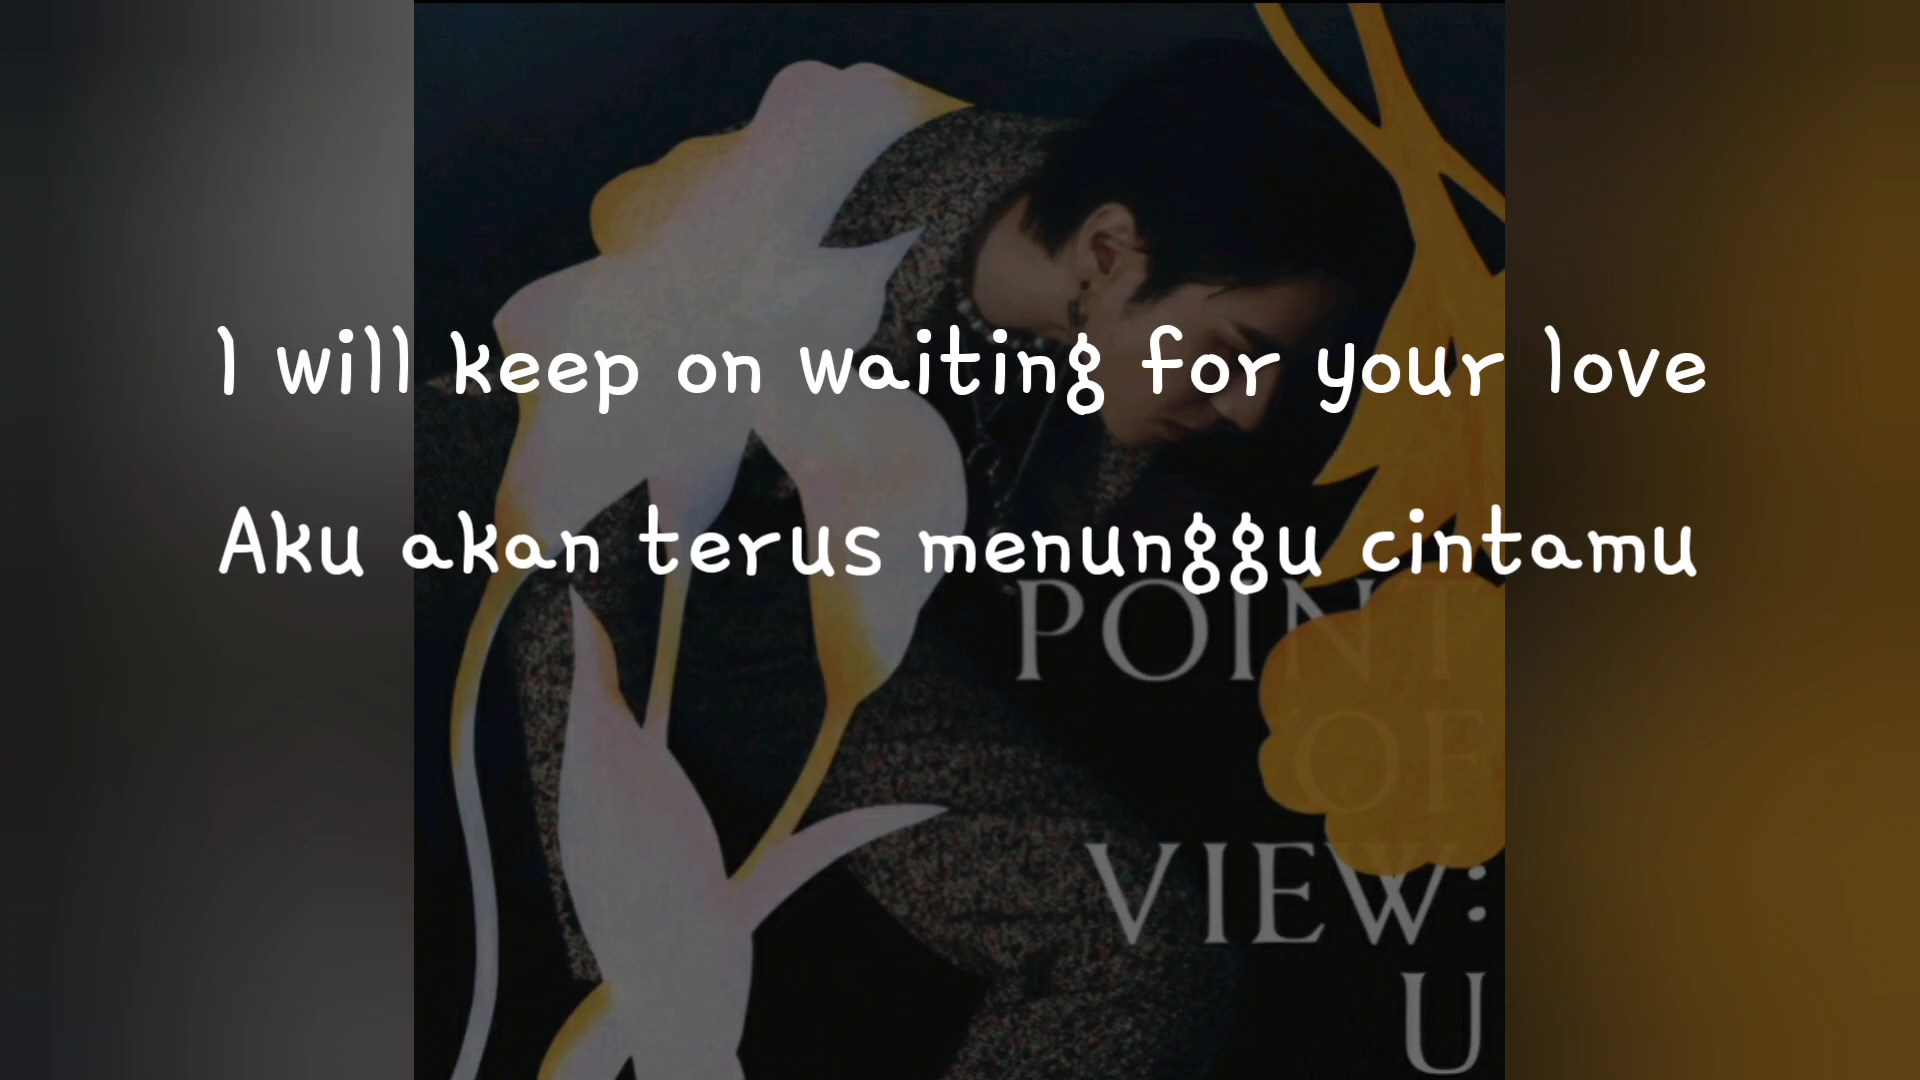 I will keep on waiting for your love
Aku akan terus menunggu cintamu
POINT
OF
VIEW:
U